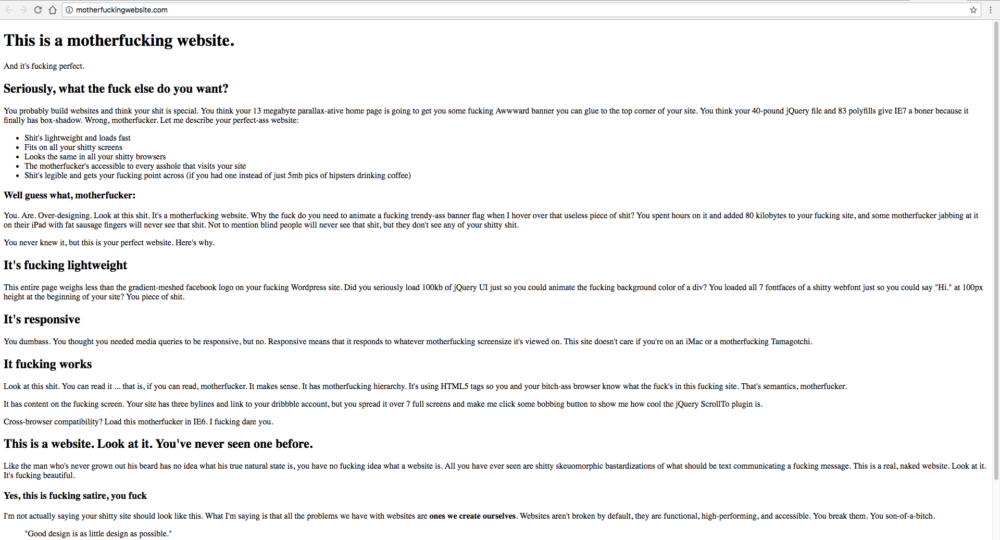 motherfuckingwebsite.com
This is a motherfucking website.
And it's fucking perfect.
Seriously, what the fuck else do you want?
You probably build websites and think your shit is special. You think your 13 megabyte parallax-ative home page is going to get you some fucking Awwward banner you can glue to the top corner of your site. You think your 40-pound jQuery file and 83 polyfills give IE7 a boner because it
finally has box-shadow. Wrong, motherfucker. Let me describe your perfect-ass website:
• Shit's lightweight and loads fast
• Fits on all your shitty screens
• Looks the same in all your shitty browsers
• The motherfucker's accessible to every asshole that visits your site
• Shit's legible and gets your fucking point across (if you had one instead of just 5mb pics of hipsters drinking coffee)
Well guess what, motherfucker:
You. Are. Over-designing. Look at this shit. It's a motherfucking website. Why the fuck do you need to animate a fucking trendy-ass banner flag when I hover over that useless piece of shit? You spent hours on it and added 80 kilobytes to your fucking site, and some motherfucker jabbing at it
on their iPad with fat sausage fingers will never see that shit. Not to mention blind people will never see that shit, but they don't see any of your shitty shit.
You never knew it, but this is your perfect website. Here's why.
It's fucking lightweight
This entire page weighs less than the gradient-meshed facebook logo on your fucking Wordpress site. Did you seriously load 100kb of jQuery UI just so you could animate the fucking background color of a div? You loaded all 7 fontfaces of a shitty webfont just so you could say "Hi." at 100px
height at the beginning of your site? You piece of shit.
It's responsive
You dumbass. You thought you needed media queries to be responsive, but no. Responsive means that it responds to whatever motherfucking screensize it's viewed on. This site doesn't care if you're on an iMac or a motherfucking Tamagotchi.
It fucking works
Look at this shit. You can read it ... that is, if you can read, motherfucker. It makes sense. It has motherfucking hierarchy. It's using HTML5 tags so you and your bitch-ass browser know what the fuck's in this fucking site. That's semantics, motherfucker.
It has content on the fucking screen. Your site has three bylines and link to your dribbble account, but you spread it over 7 full screens and make me click some bobbing button to show me how cool the jQuery ScrollTo plugin is.
Cross-browser compatibility? Load this motherfucker in IE6. I fucking dare you.
This is a website. Look at it. You've never seen one before.
Like the man who's never grown out his beard has no idea what his true natural state is, you have no fucking idea what a website is. All you have ever seen are shitty skeuomorphic bastardizations of what should be text communicating a fucking message. This is a real, naked website. Look at it.
It's fucking beautiful.
Yes, this is fucking satire, you fuck
I'm not actually saying your shitty site should look like this. What I'm saying is that all the problems we have with websites are ones we create ourselves. Websites aren't broken by default, they are functional, high-performing, and accessible. You break them. You son-of-a-bitch.
"Good design is as little design as possible."